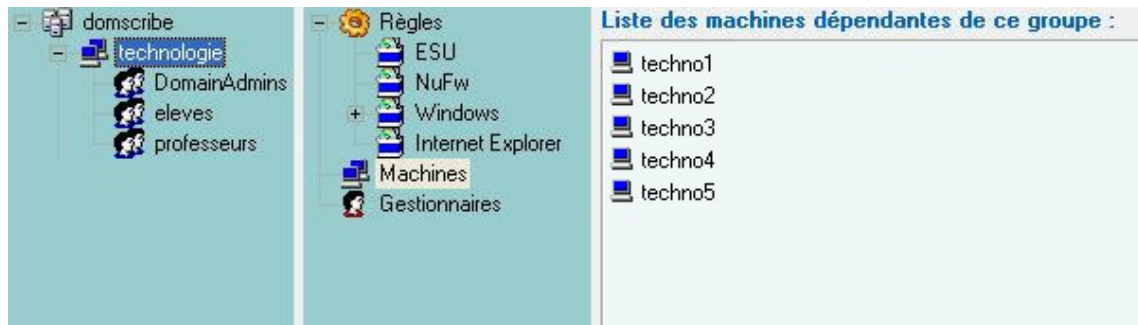 domscribe
technologie
DomainAdmins
eleves
professeurs
Règles
ESU
NuFw
Windows
Internet Explorer
Machines
Gestionnaires
Liste des machines dépendantes de ce groupe :
techno1
techno2
techno3
techno4
techno5